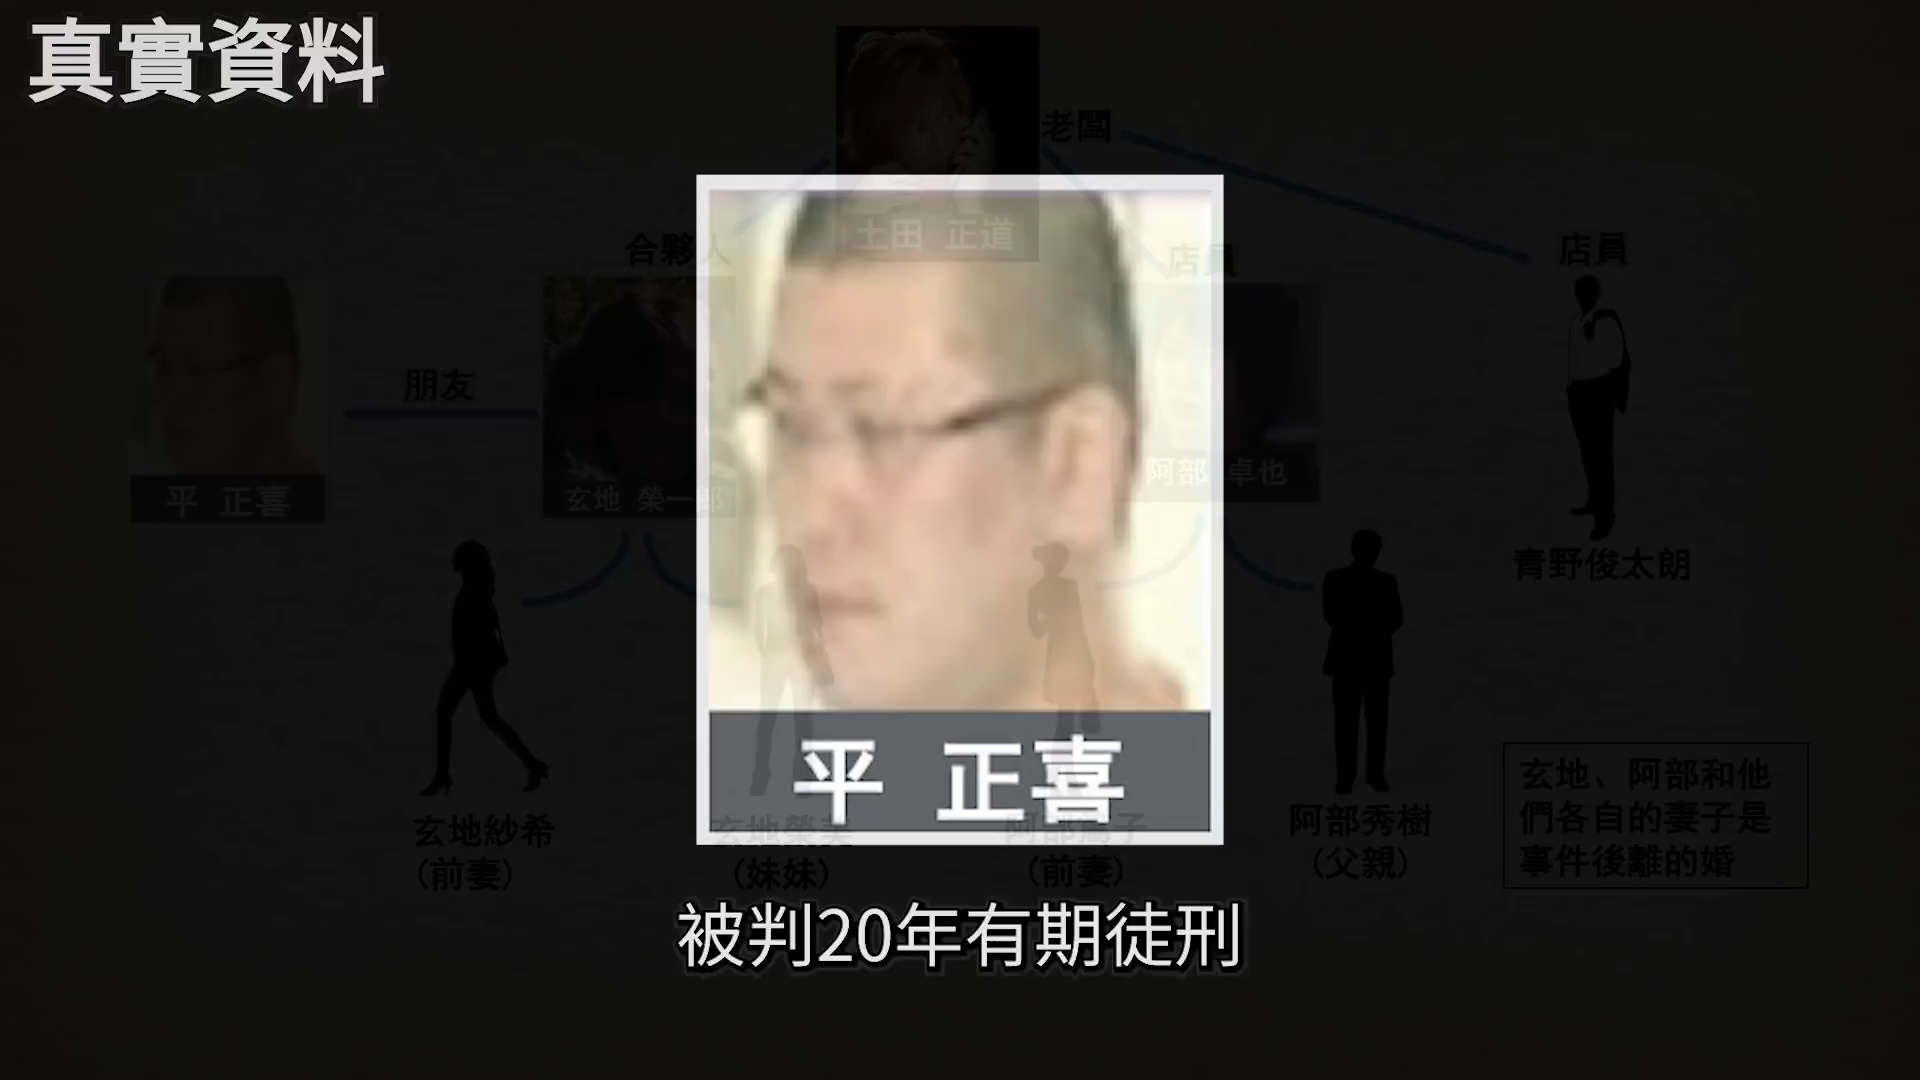 真實資料
老闆
土田 正道
合夥人
店員
店員
朋友
平 正喜
玄地 榮一郎
阿部 卓也
青野俊太朗
平 正喜
玄地紗希
(前妻)
玄地榮美
(妹妹)
(前妻)
阿部秀樹
(父親)
玄地、阿部和他
們各自的妻子是
事件後離的婚
被判20年有期徒刑